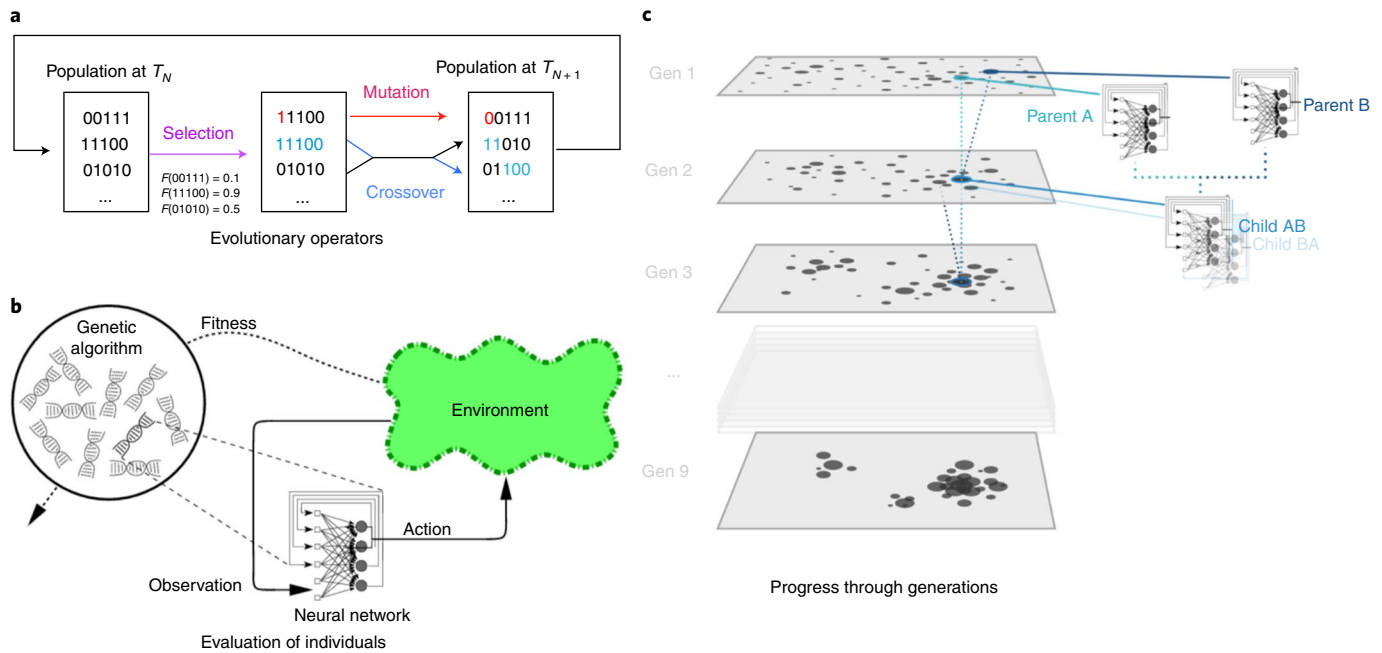 a
Population at T_N
00111
11100
01010
...
Selection
F(00111) = 0.1
F(11100) = 0.9
F(01010) = 0.5
...
11100
11100
01010
...
Mutation
Crossover
Population at T_{N + 1}
00111
11010
01100
...
Evolutionary operators
b
Genetic
algorithm
Fitness
Environment
Action
Observation
Neural network
Evaluation of individuals
c
Gen 1
Parent A
Parent B
Gen 2
Child AB
Child BA
Gen 3
...
Gen 9
Progress through generations